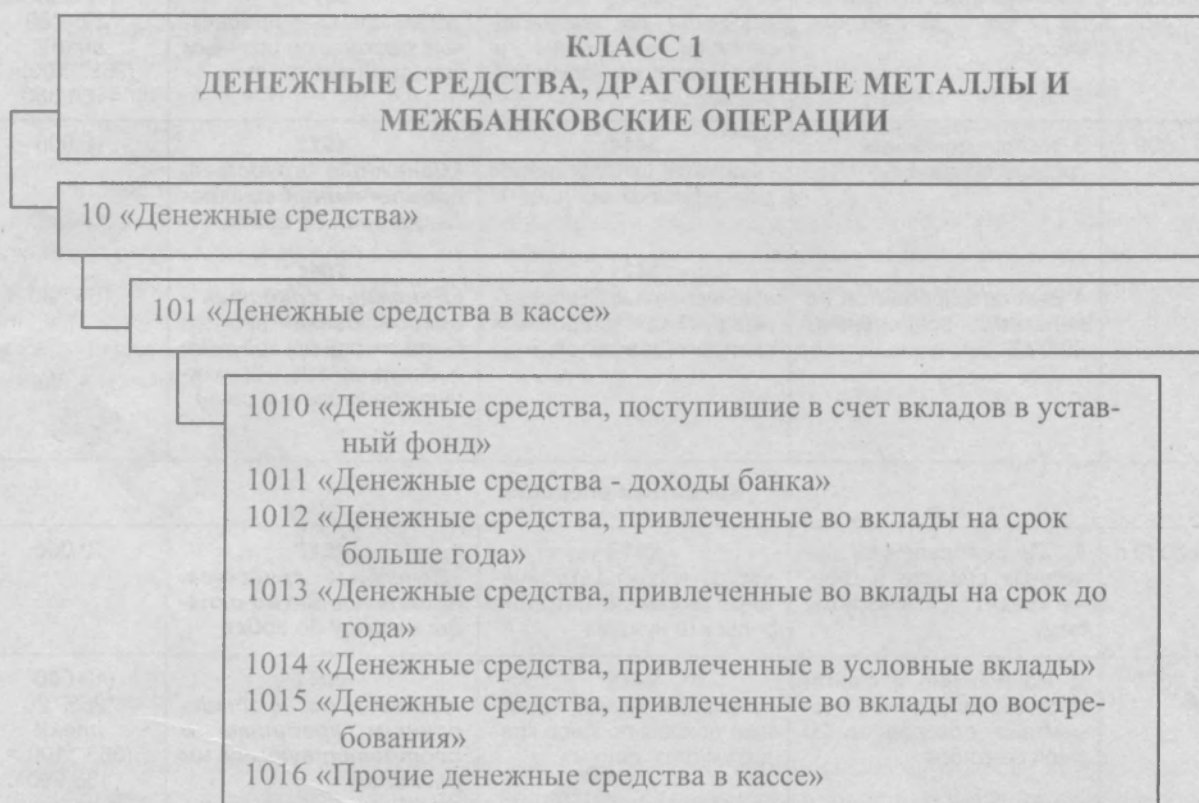 КЛАСС 1
ДЕНЕЖНЫЕ СРЕДСТВА, ДРАГОЦЕННЫЕ МЕТАЛЛЫ И
МЕЖБАНКОВСКИЕ ОПЕРАЦИИ
10 «Денежные средства»
101 «Денежные средства в кассе»
1010 «Денежные средства, поступившие в счет вкладов в устав-
ный фонд»
1011 «Денежные средства - доходы банка»
1012 «Денежные средства, привлеченные во вклады на срок
больше года»
1013 «Денежные средства, привлеченные во вклады на срок до
года»
1014 «Денежные средства, привлеченные в условные вклады»
1015 «Денежные средства, привлеченные во вклады до востре-
бования»
1016 «Прочие денежные средства в кассе»